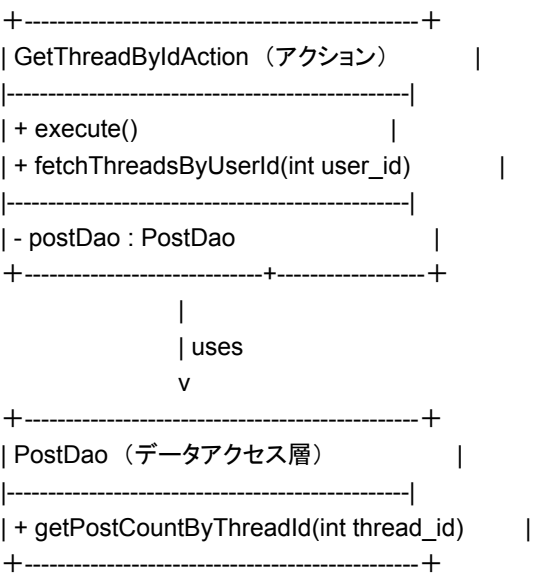 ＋------------------------------------------------＋
| GetThreadByIdAction （アクション） |
|-------------------------------------------------|
| + execute() |
| + fetchThreadsByUserId(int user_id) |
|-------------------------------------------------|
| - postDao : PostDao |
＋-----------------------------+------------------＋
|
| uses
v
＋------------------------------------------------＋
| PostDao （データアクセス層） |
|-------------------------------------------------|
| + getPostCountByThreadId(int thread_id) |
＋------------------------------------------------＋